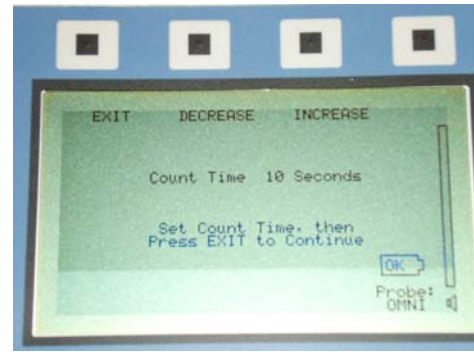 EXIT DECREASE INCREASE
Count Time 10 Seconds
Set Count Time, then
Press EXIT to Continue
OK
Probe:
OMNI